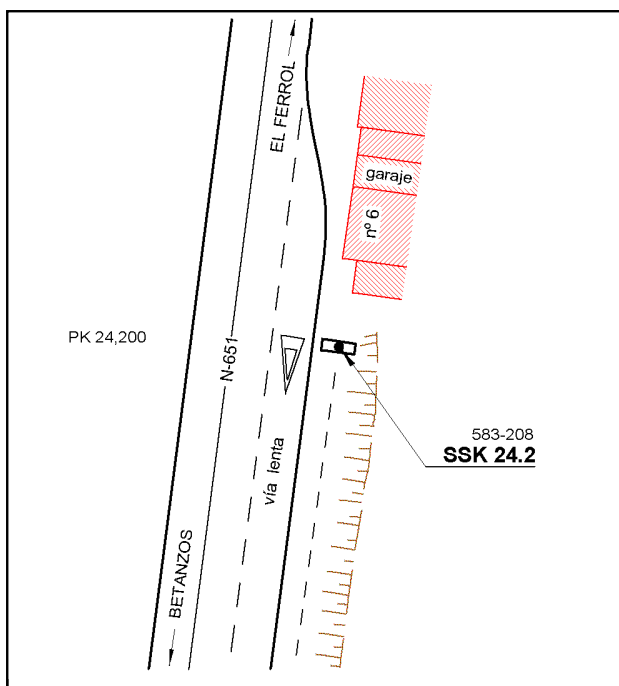 EL FERROL
garaje
nº 6
PK 24,200
N-651
583-208
SSK 24.2
vía lenta
BETANZOS